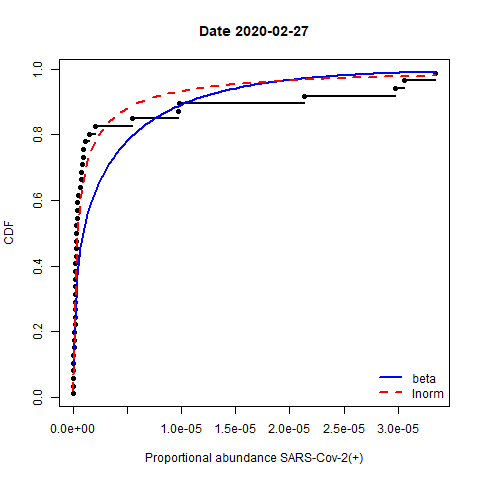 Date 2020-02-27
CDF
1.0
0.8
0.6
0.4
0.2
0.0
beta
lnorm
0.0e+00 1.0e-05 1.5e-05 2.0e-05 2.5e-05 3.0e-05
Proportional abundance SARS-Cov-2(+)